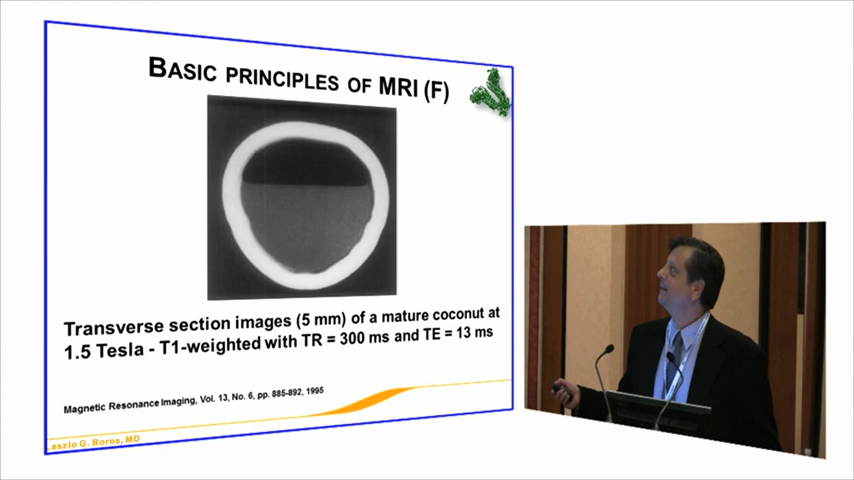 BASIC PRINCIPLES OF MRI (F)
Transverse section images (5 mm) of a mature coconut at
1.5 Tesla - T1-weighted with TR = 300 ms and TE = 13 ms
Magnetic Resonance Imaging, Vol. 13, No. 6, pp. 885-892, 1995
aszlo G. Boros, MD